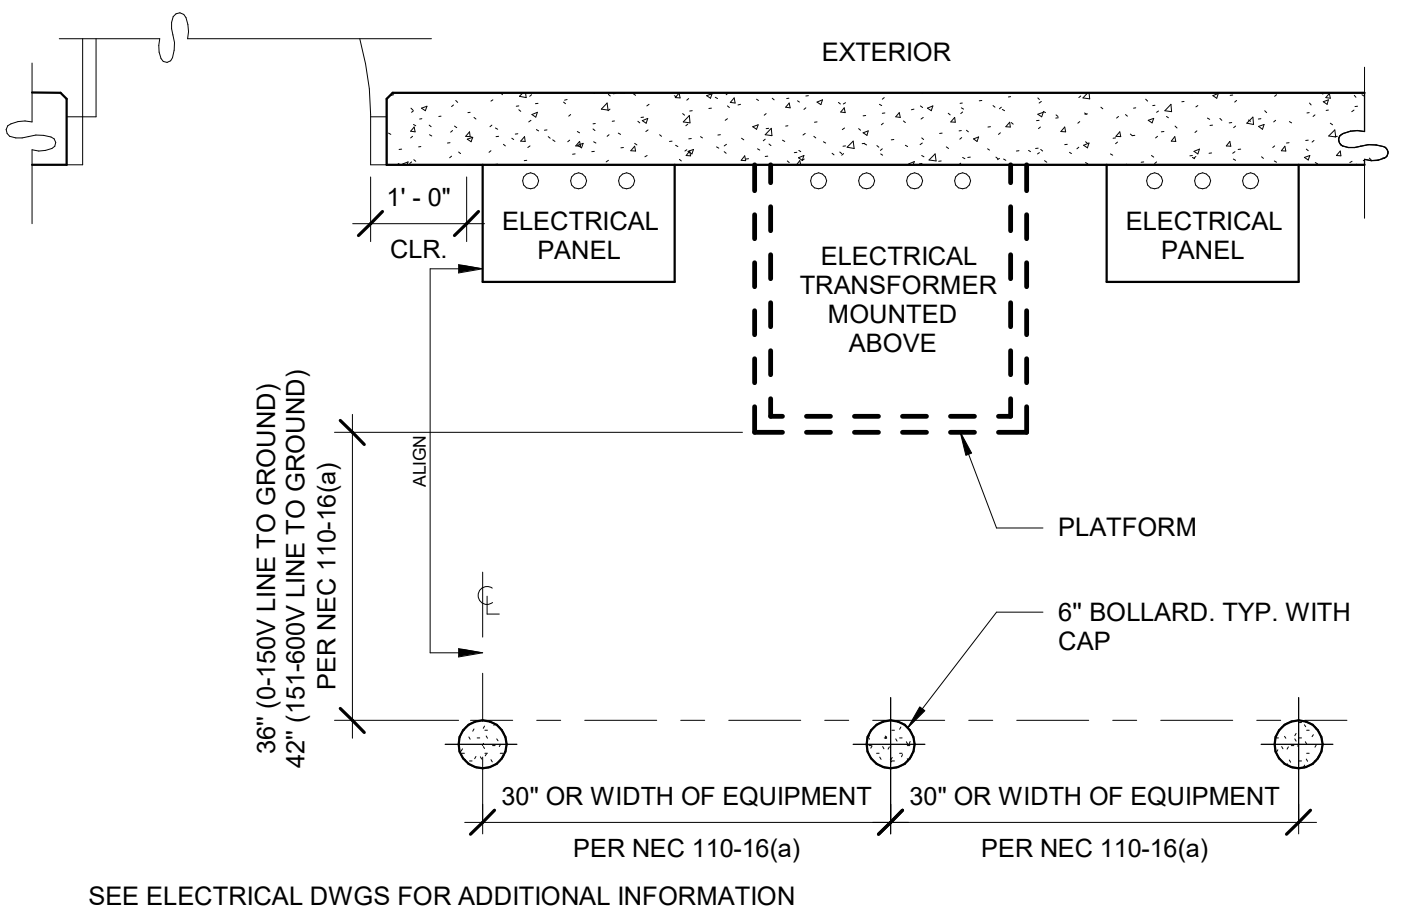 EXTERIOR
1' - 0"
CLR.
ELECTRICAL
PANEL
ELECTRICAL
TRANSFORMER
MOUNTED
ABOVE
ELECTRICAL
PANEL
36" (0-150V LINE TO GROUND)
42" (151-600V LINE TO GROUND)
PER NEC 110-16(a)
ALIGN
PLATFORM
CL
6" BOLLARD. TYP. WITH
CAP
30" OR WIDTH OF EQUIPMENT
PER NEC 110-16(a)
30" OR WIDTH OF EQUIPMENT
PER NEC 110-16(a)
SEE ELECTRICAL DWGS FOR ADDITIONAL INFORMATION